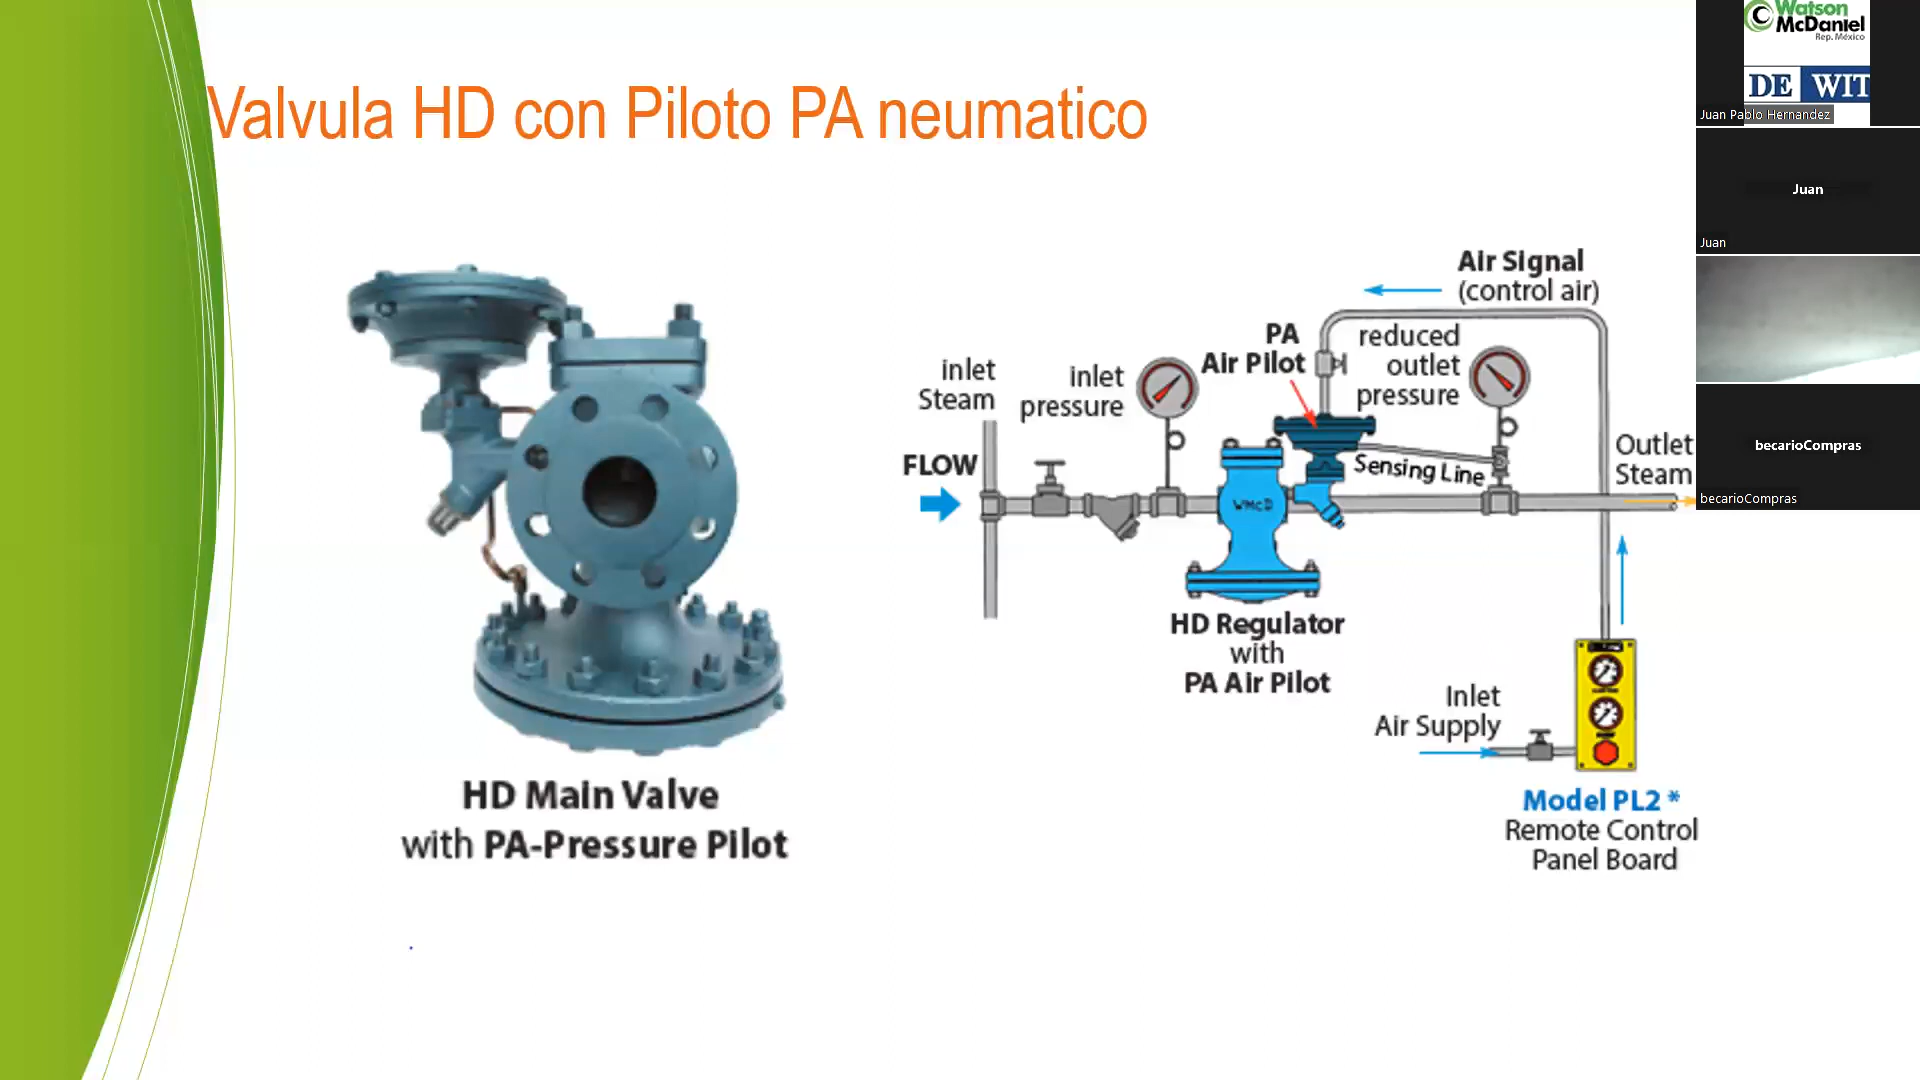 Valvula HD con Piloto PA neumatico
HD Main Valve
with PA-Pressure Pilot
inlet
Steam
FLOW
inlet
pressure
PA
Air Pilot
Air Signal
(control air)
reduced
outlet
pressure
Sensing Line
Outlet
Steam
WMcD
HD Regulator
with
PA Air Pilot
Inlet
Air Supply
Model PL2 *
Remote Control
Panel Board
Watson
McDaniel
Rep. México
DE WIT
Juan Pablo Hernandez
Juan
Juan
becarioCompras
becarioCompras